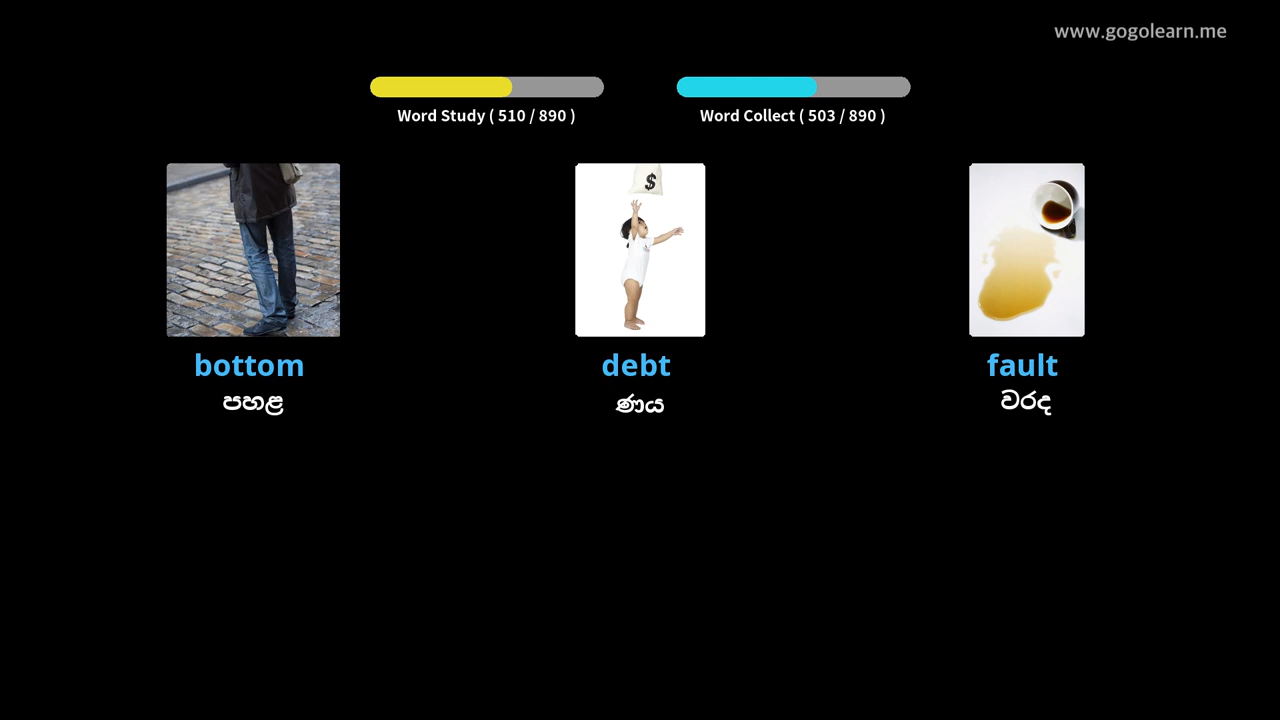 www.gogolearn.me
Word Study ( 510 / 890 )
Word Collect ( 503 / 890 )
$
bottom
debt
fault
පහළ
ණය
වරද